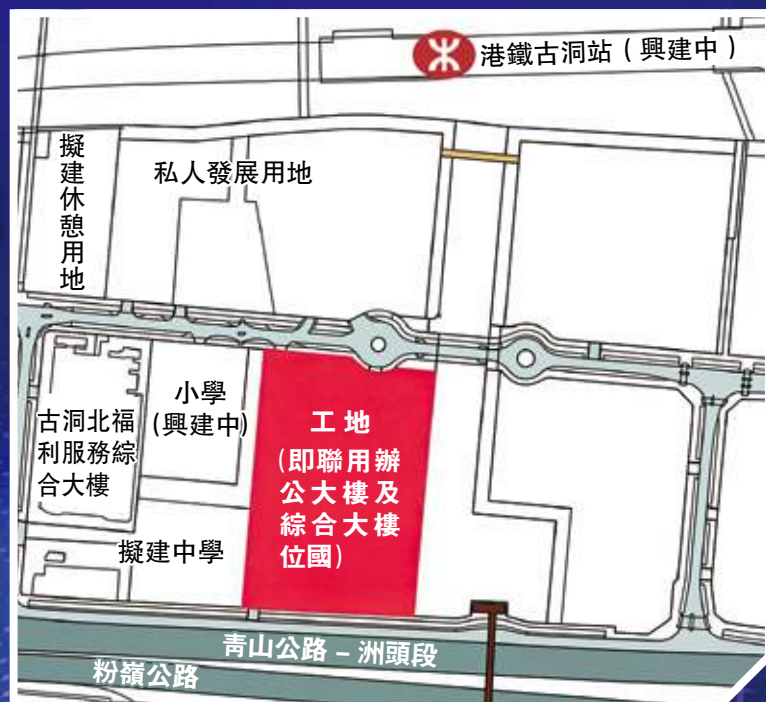 港鐵古洞站（興建中）
擬建休憩用地
私人發展用地
小學
(興建中)
古洞北福
利服務綜
合大樓
工地
(即聯用辦
公大樓及
綜合大樓
位國)
擬建中學
青山公路 – 洲頭段
粉嶺公路